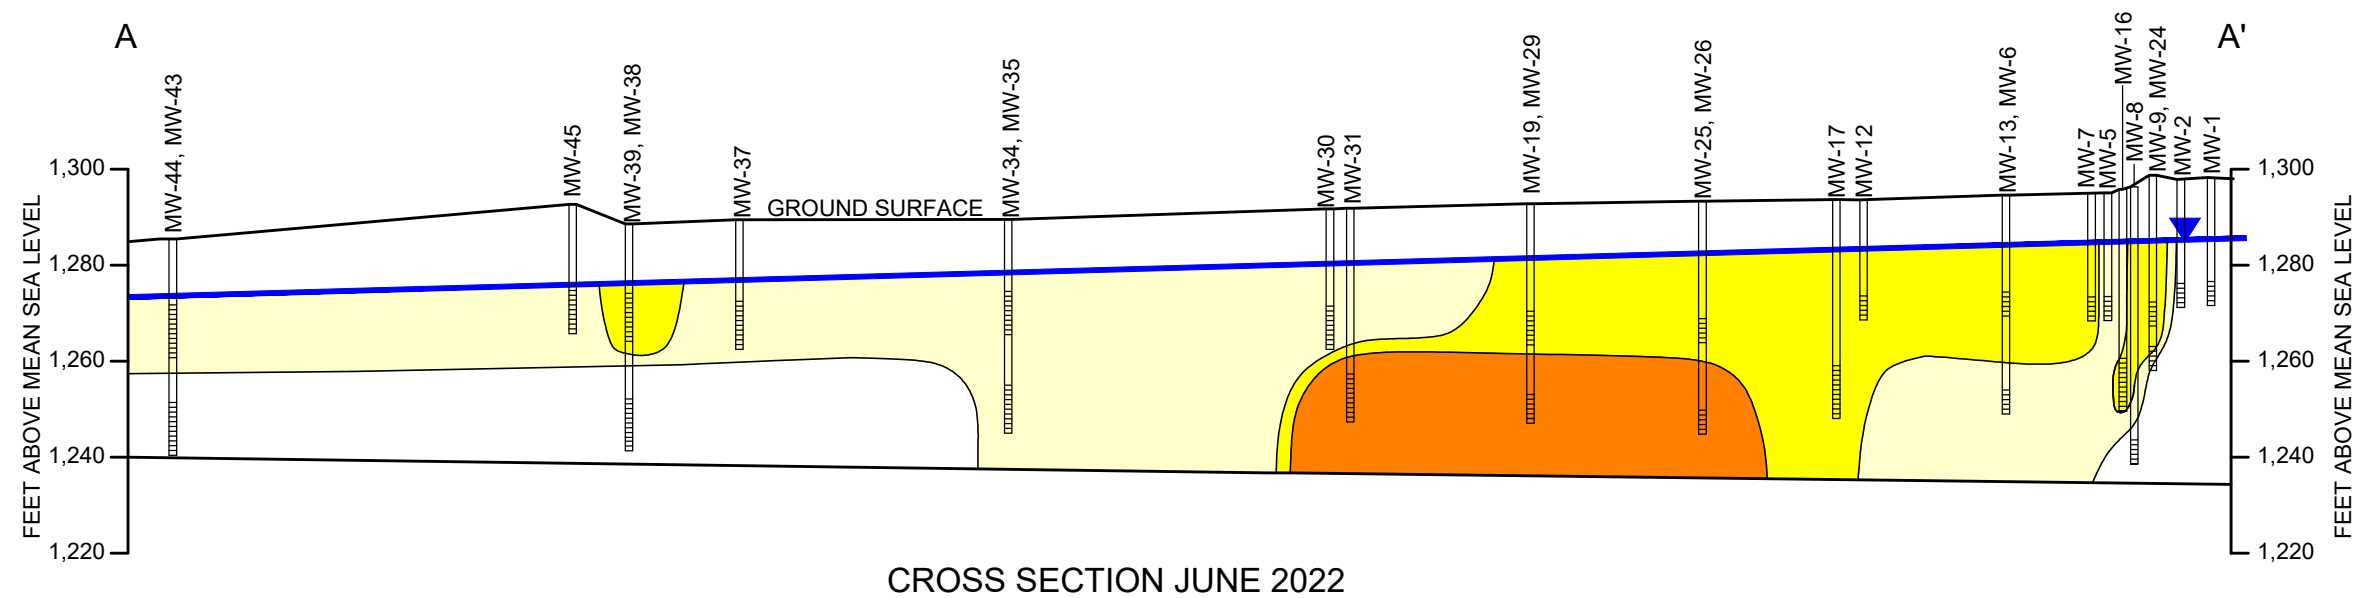 A
A'
MW-44, MW-43
MW-45
MW-39, MW-38
MW-37
MW-34, MW-35
MW-30
MW-31
MW-19, MW-29
MW-25, MW-26
MW-17
MW-12
MW-13, MW-6
MW-7
MW-5
MW-16
MW-8
MW-9, MW-24
MW-2
MW-1
GROUND SURFACE
FEET ABOVE MEAN SEA LEVEL
1,300
1,280
1,260
1,240
1,220
1,300
1,280
1,260
1,240
1,220
FEET ABOVE MEAN SEA LEVEL
CROSS SECTION JUNE 2022